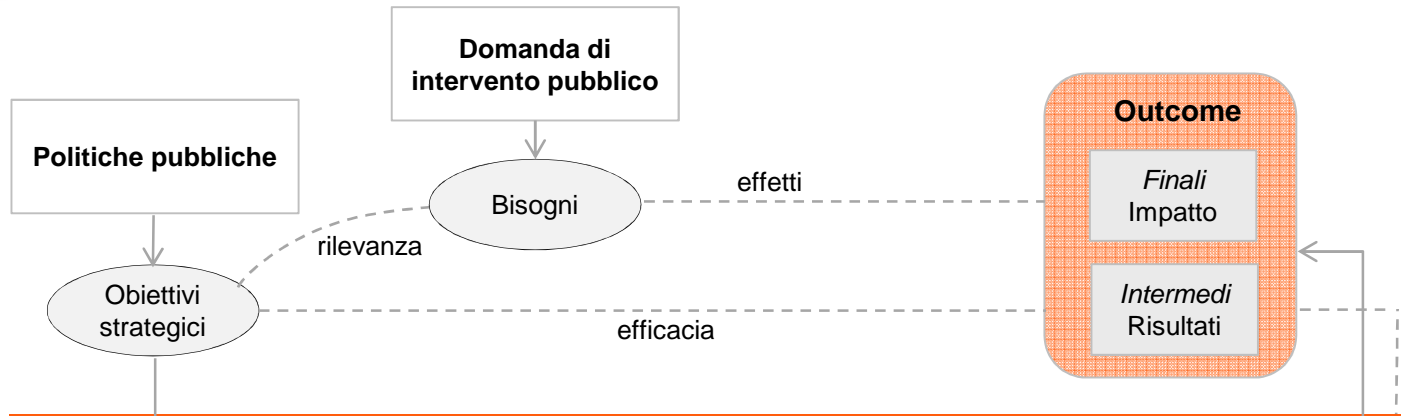 Domanda di
intervento pubblico
Politiche pubbliche
Outcome
Finali
Impatto
effetti
Bisogni
rilevanza
Obiettivi
strategici
Intermedi
Risultati
efficacia